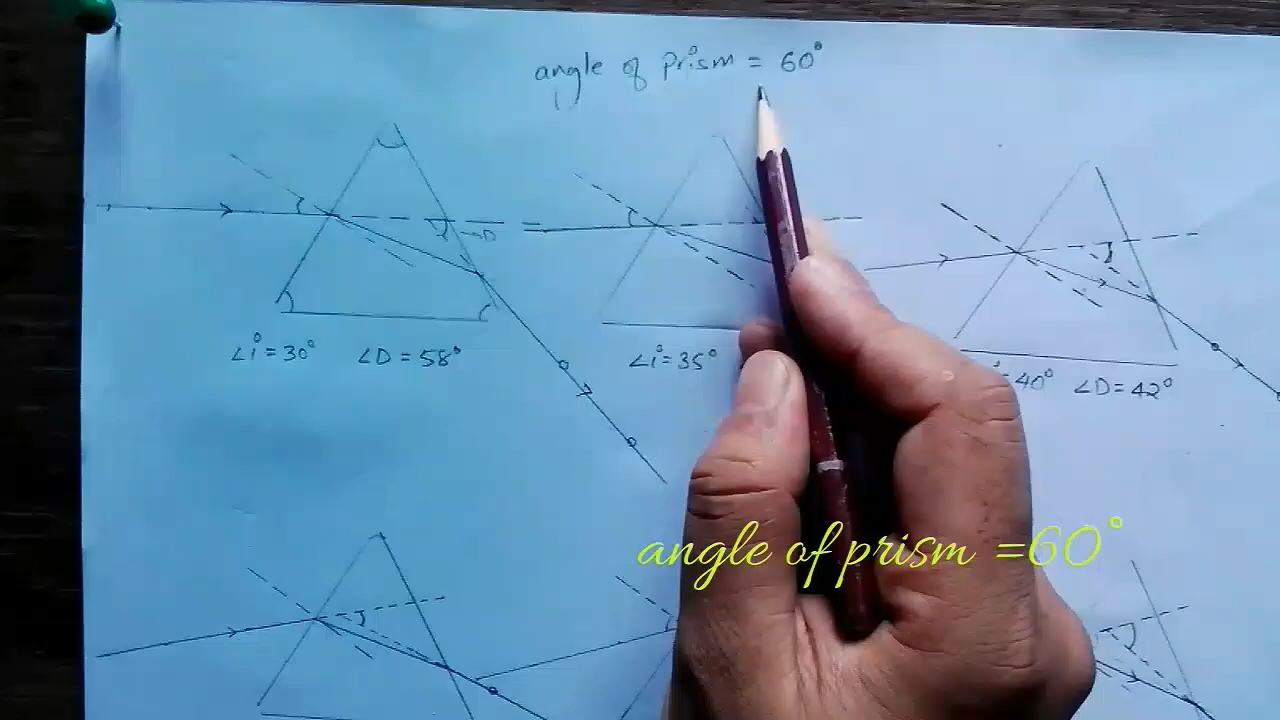 angle of prism = 60°
D
∠i=30° ∠D=58°
∠i=35°
=40° ∠D=42°
angle of prism =60°